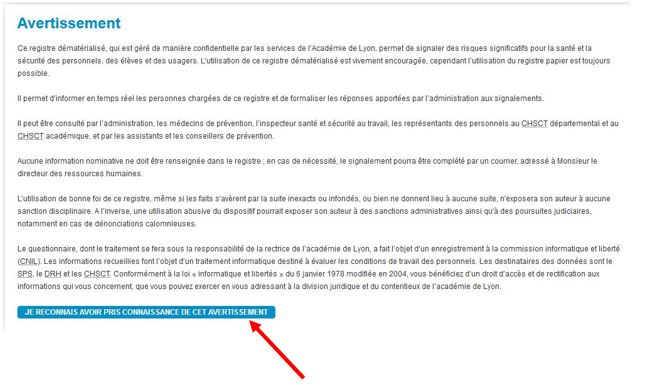 Avertissement
Ce registre dématérialisé, qui est géré de manière confidentielle par les services de l'Académie de Lyon, permet de signaler des risques significatifs pour la santé et la
sécurité des personnels, des élèves et des usagers. L'utilisation de ce registre dématérialisé est vivement encouragée, cependant l'utilisation du registre papier est toujours
possible.
Il permet d'informer en temps réel les personnes chargées de ce registre et de formaliser les réponses apportées par l'administration aux signalements.
Il peut être consulté par l'administration, les médecins de prévention, l'inspecteur santé et sécurité au travail, les représentants des personnels au CHSCT départemental et au
CHSCT académique, et par les assistants et les conseillers de prévention.
Aucune information nominative ne doit être renseignée dans le registre ; en cas de nécessité, le signalement pourra être complété par un courrier, adressé à Monsieur le
directeur des ressources humaines.
L'utilisation de bonne foi de ce registre, même si les faits s'avèrent par la suite inexacts ou infondés, ou bien ne donnent lieu à aucune suite, n'exposera son auteur à aucune
sanction disciplinaire. A l'inverse, une utilisation abusive du dispositif pourrait exposer son auteur à des sanctions administratives ainsi qu'à des poursuites judiciaires,
notamment en cas de dénonciations calomnieuses.
Le questionnaire, dont le traitement se fera sous la responsabilité de la rectrice de l'académie de Lyon, a fait l'objet d'un enregistrement à la commission informatique et liberté
(CNIL). Les informations recueillies font l'objet d'un traitement informatique destiné à évaluer les conditions de travail des personnels. Les destinataires des données sont le
SPS, le DRH et les CHSCT. Conformément à la loi « informatique et libertés » du 6 janvier 1978 modifiée en 2004, vous bénéficiez d'un droit d'accès et de rectification aux
informations qui vous concernent, que vous pouvez exercer en vous adressant à la division juridique et du contentieux de l'académie de Lyon.
JE RECONNAIS AVOIR PRIS CONNAISSANCE DE CET AVERTISSEMENT